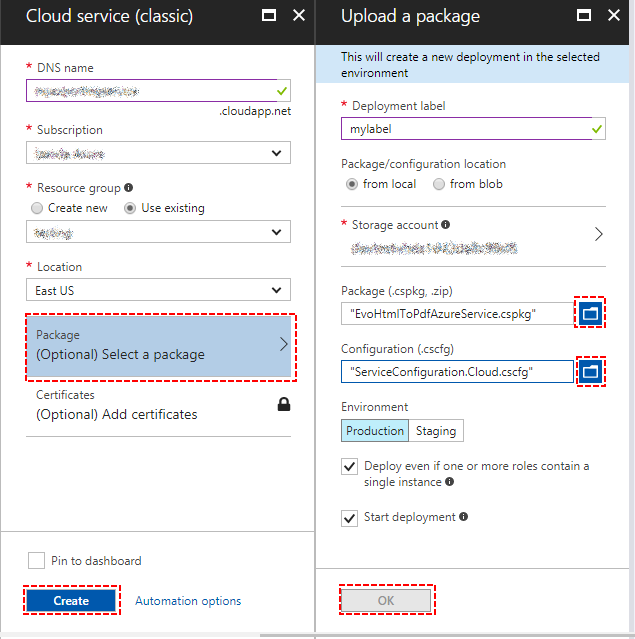 Cloud service (classic)
* DNS name
.cloudapp.net
* Subscription
* Resource group
Create new Use existing
* Location
East US
Package
(Optional) Select a package
Certificates
(Optional) Add certificates
Pin to dashboard
Create Automation options
Upload a package
This will create a new deployment in the selected
environment
* Deployment label
mylabel
Package/configuration location
from local from blob
* Storage account
Package (.cspkg, .zip)
"EvoHtmlToPdfAzureService.cspkg"
Configuration (.cscfg)
"ServiceConfiguration.Cloud.cscfg"
Environment
Production Staging
Deploy even if one or more roles contain a
single instance
Start deployment
OK